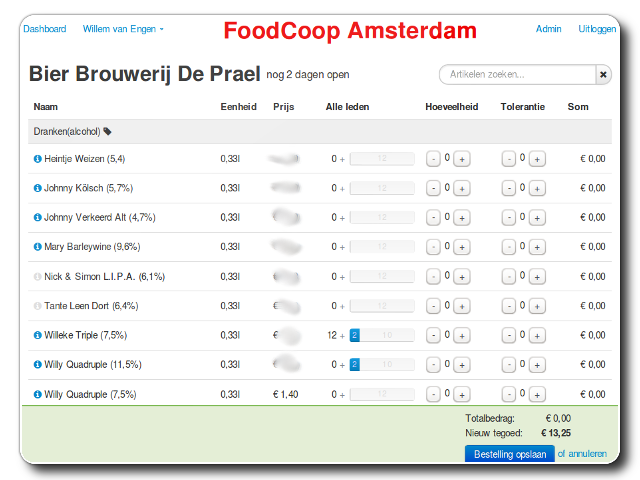 Dashboard Willem van Engen FoodCoop Amsterdam Admin Uitloggen
Bier Brouwerij De Prael nog 2 dagen open Artikelen zoeken...
Naam Eenheid Prijs Alle leden Hoeveelheid Tolerantie Som
Dranken(alcohol)
Heintje Weizen (5,4) 0,33l 0 + 12 - 0 + - 0 + € 0,00
Johnny Kölsch (5,7%) 0,33l 0 + 12 - 0 + - 0 + € 0,00
Johnny Verkeerd Alt (4,7%) 0,33l € 0 + 12 - 0 + - 0 + € 0,00
Mary Barleywine (9,6%) 0,33l 0 + 12 - 0 + - 0 + € 0,00
Nick & Simon L.I.P.A. (6,1%) 0,33l € 0 + 12 - 0 + - 0 + € 0,00
Tante Leen Dort (6,4%) 0,33l € 0 + 12 - 0 + - 0 + € 0,00
Willeke Triple (7,5%) 0,33l € 12 + 2 10 - 0 + - 0 + € 0,00
Willy Quadruple (11,5%) 0,33l € 0 + 2 10 - 0 + - 0 + € 0,00
Willy Quadruple (7,5%) 0,33l € 1,40 0 + 12 - 0 + - 0 + € 0,00
Totalbedrag: € 0,00
Nieuw tegoed: € 13,25
Bestelling opslaan of annuleren